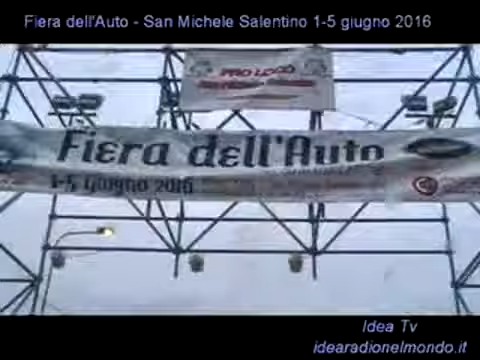 Fiera dell'Auto - San Michele Salentino 1-5 giugno 2016
PRO LOCO
Fiera dell'Auto
1-5 GIUGNO 2016
Idea Tv
idearadionelmondo.it